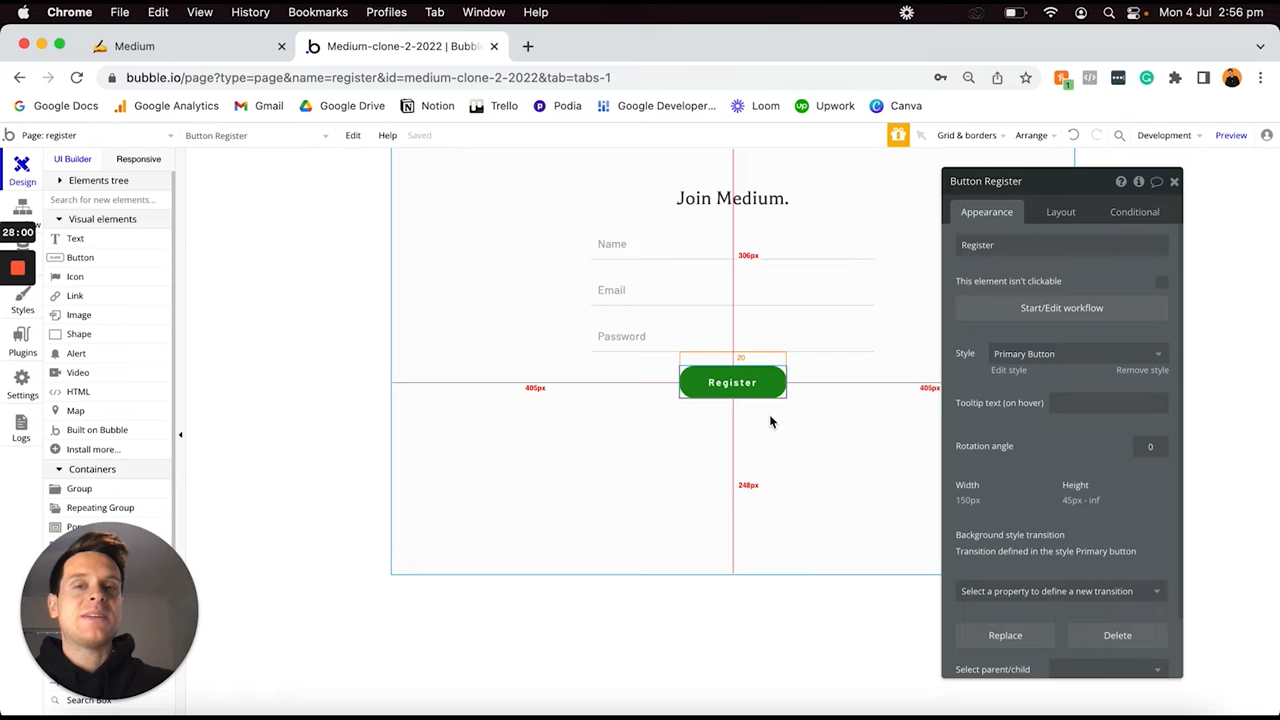 Chrome File Edit View History Bookmarks Profiles Tab Window Help Mon 4 Jul 2:56 pm
Medium Medium-clone-2-2022 | Bubbl
bubble.io/page?type=page&name=register&id=medium-clone-2-2022&tab=tabs-1
Google Docs Google Analytics Gmail Google Drive Notion Trello Podia Google Developer... Loom Upwork Canva
Page: register Button Register Edit Help Saved Grid & borders Arrange Development Preview
UI Builder Responsive
Design
Elements tree
Search for new elements...
Visual elements
28:00
Text
Button
Icon
Link
Styles
Image
Shape
Plugins
Alert
Video
Settings
HTML
Map
Logs
Built on Bubble
Install more...
Containers
Group
Repeating Group
Search Box
Join Medium.
Name
306px
Email
Password
20
Register
405px
405px
248px
Button Register
Appearance Layout Conditional
Register
This element isn't clickable
Start/Edit workflow
Style Primary Button
Edit style Remove style
Tooltip text (on hover)
Rotation angle 0
Width Height
150px 45px - inf
Background style transition
Transition defined in the style Primary button
Select a property to define a new transition
Replace Delete
Select parent/child